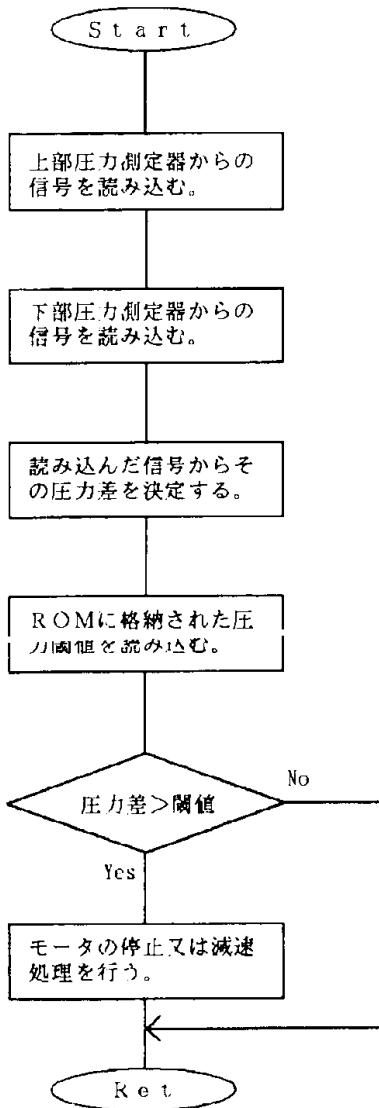 Start
上部圧力測定器からの
信号を読み込む。
下部圧力測定器からの
信号を読み込む。
読み込んだ信号からそ
の圧力差を決定する。
ROMに格納された圧
力閾値を読み込む。
圧力差>閾値
No
Yes
モータの停止又は減速
処理を行う。
Ret